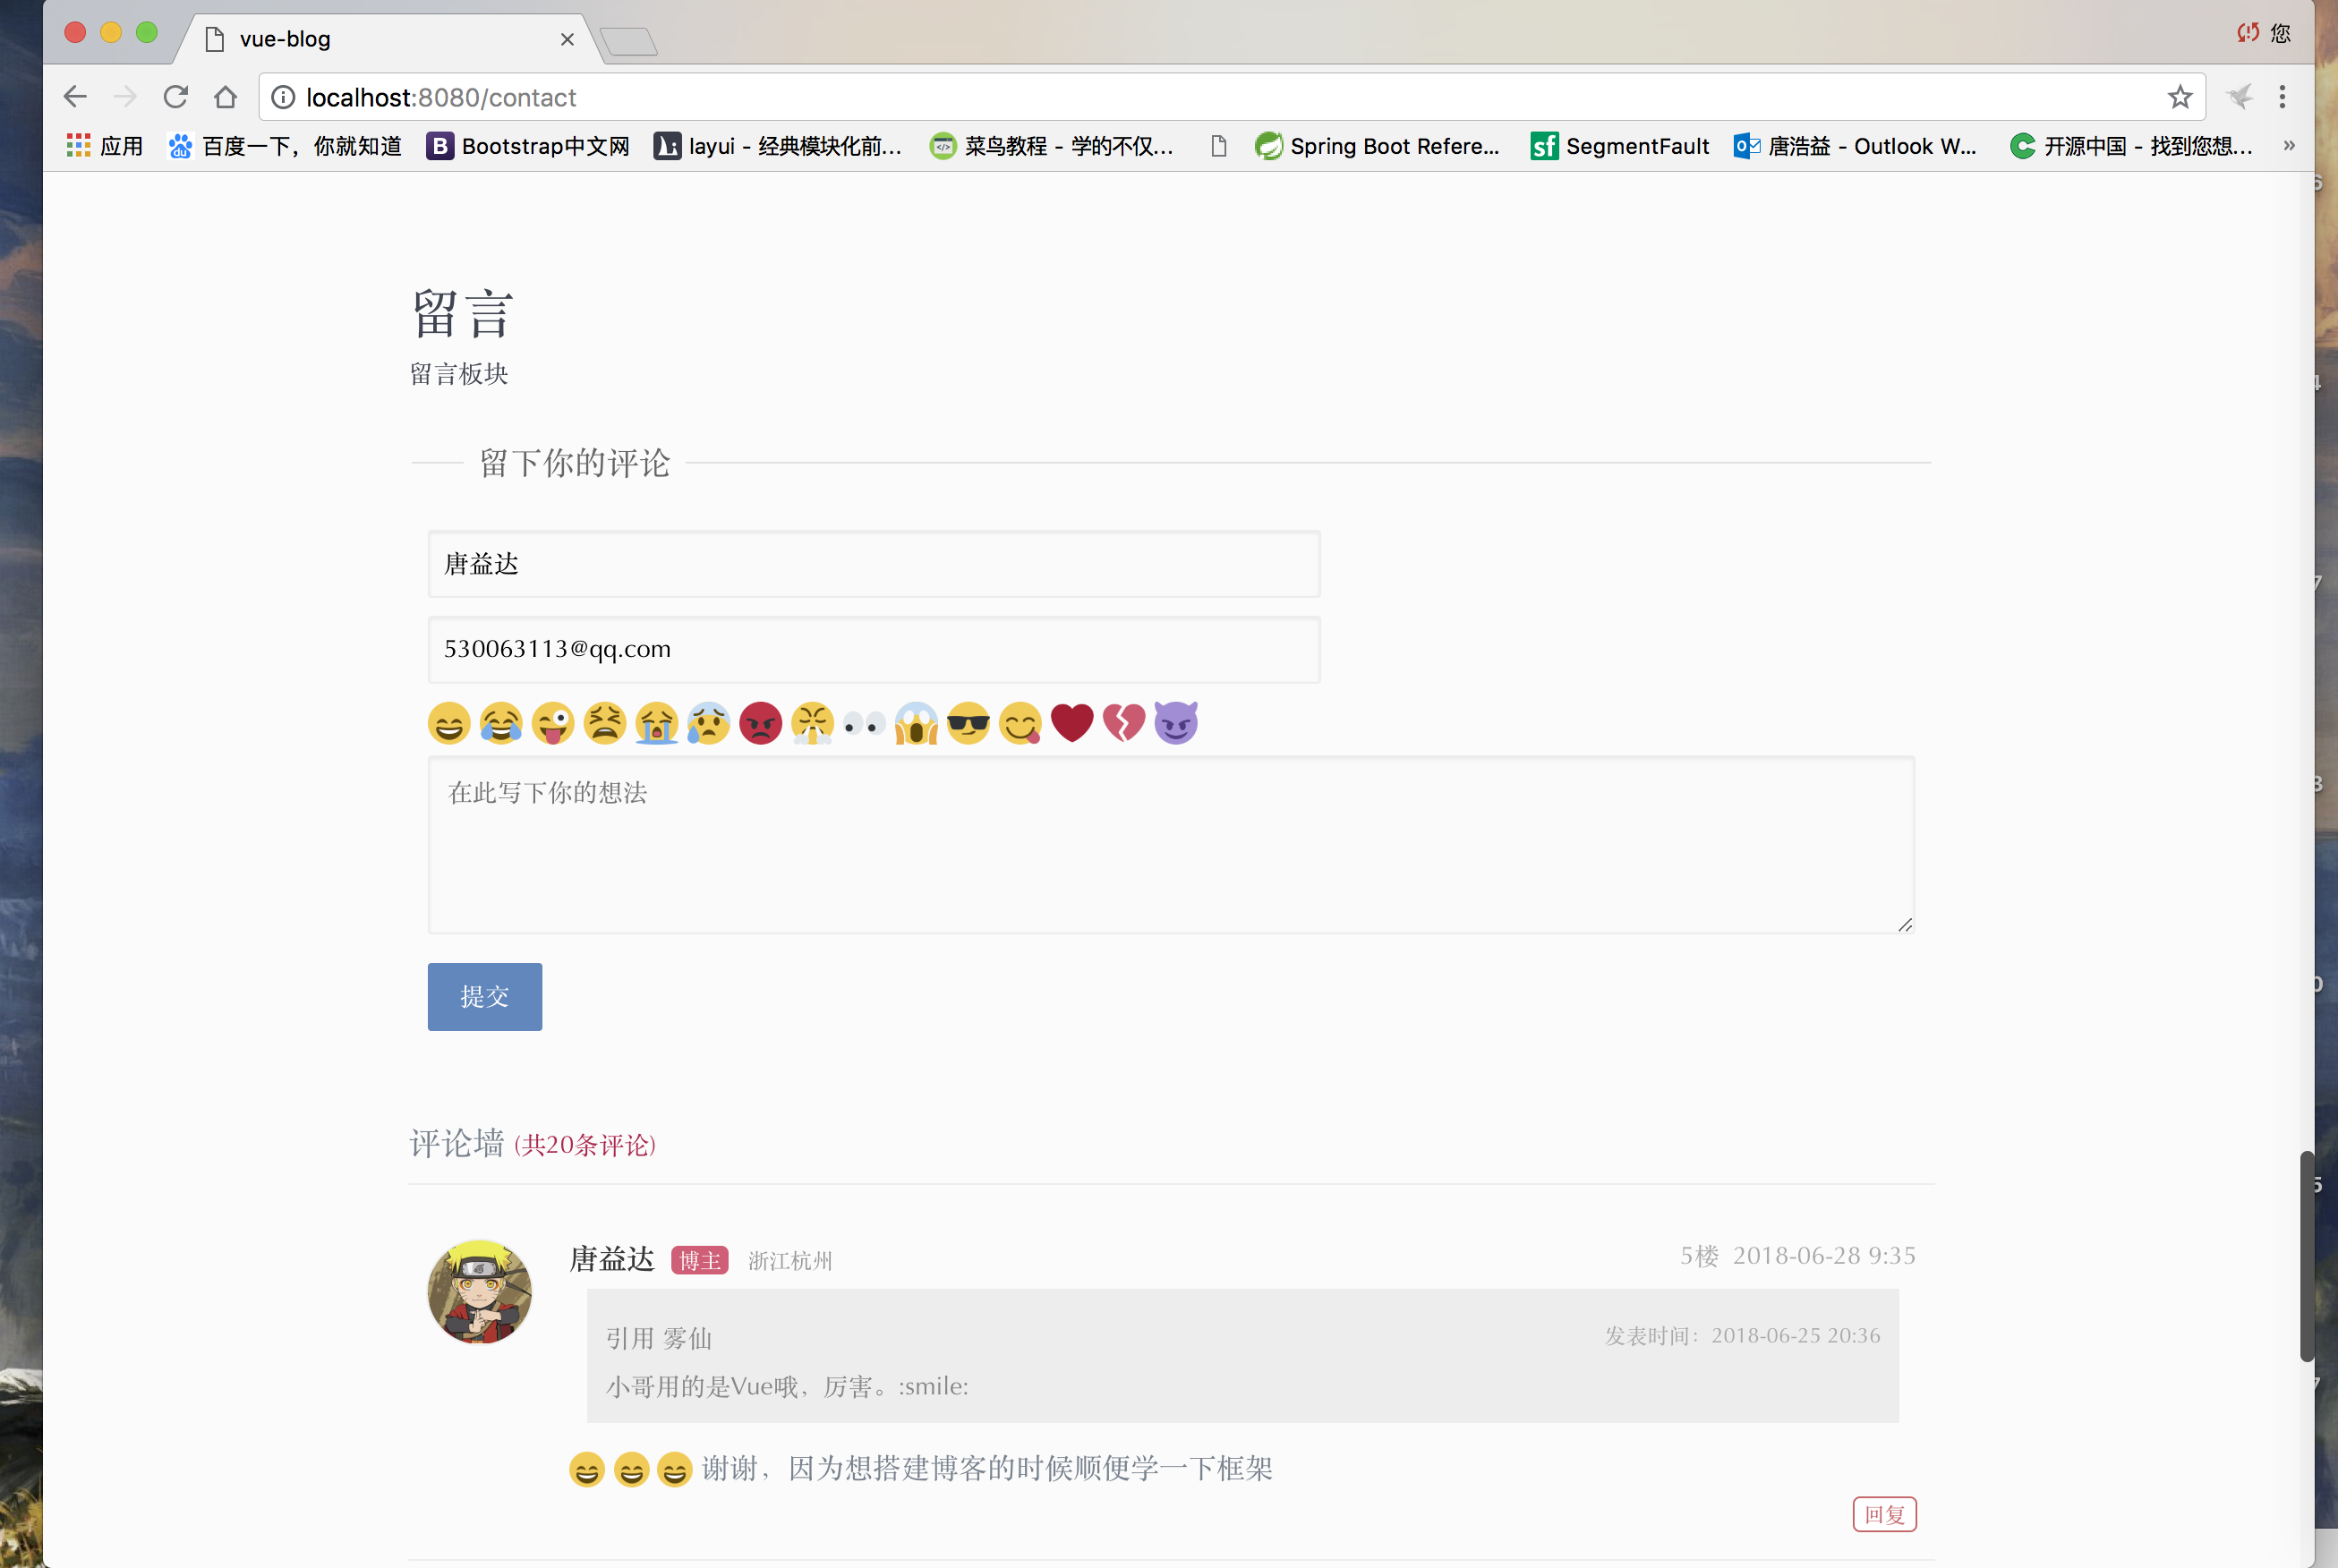 vue-blog
您
localhost:8080/contact
应用 百度一下，你就知道 Bootstrap中文网 layui - 经典模块化前... 菜鸟教程 - 学的不仅... Spring Boot Refere... SegmentFault 唐浩益 - Outlook W... 开源中国 - 找到您想... »
留言
留言板块
留下你的评论
唐益达
530063113@qq.com
在此写下你的想法
提交
评论墙 (共20条评论)
唐益达 博主 浙江杭州 5楼 2018-06-28 9:35
引用 雾仙 发表时间：2018-06-25 20:36
小哥用的是Vue哦，厉害。:smile:
😄 😄 😄 谢谢，因为想搭建博客的时候顺便学一下框架
回复